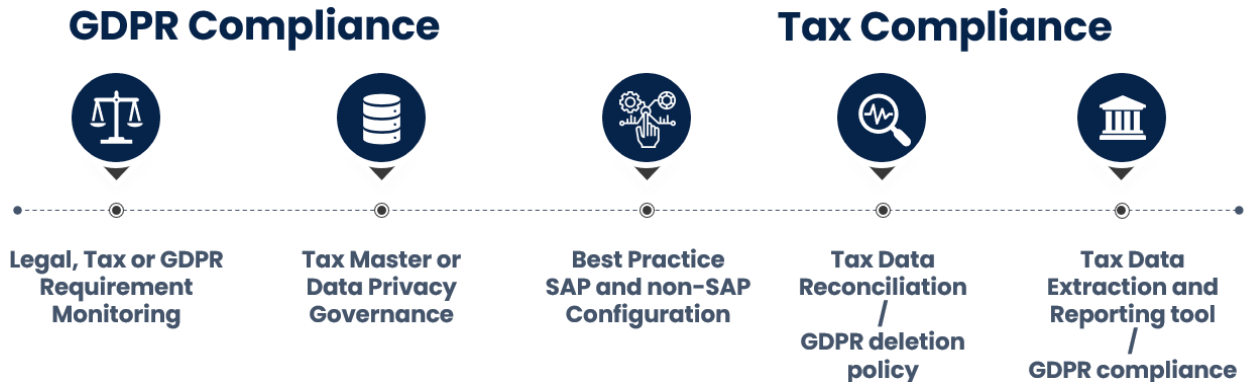 GDPR Compliance
Tax Compliance
Legal, Tax or GDPR
Requirement
Monitoring
Tax Master or
Data Privacy
Governance
Best Practice
SAP and non-SAP
Configuration
Tax Data
Reconciliation
/
GDPR deletion
policy
Tax Data
Extraction and
Reporting tool
/
GDPR compliance